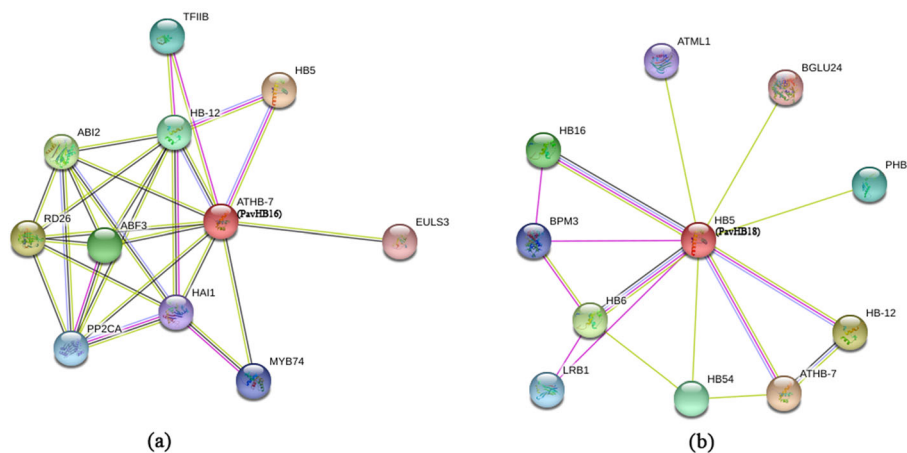 TFIIB
HB5
HB-12
ABI2
ATHB-7
(PavHB16)
RD26
ABF3
EULS3
HAI1
PP2CA
MYB74
(a)
ATML1
BGLU24
HB16
PHB
BPM3
HB5
(PavHB18)
HB6
HB-12
LRB1
HB54
ATHB-7
(b)